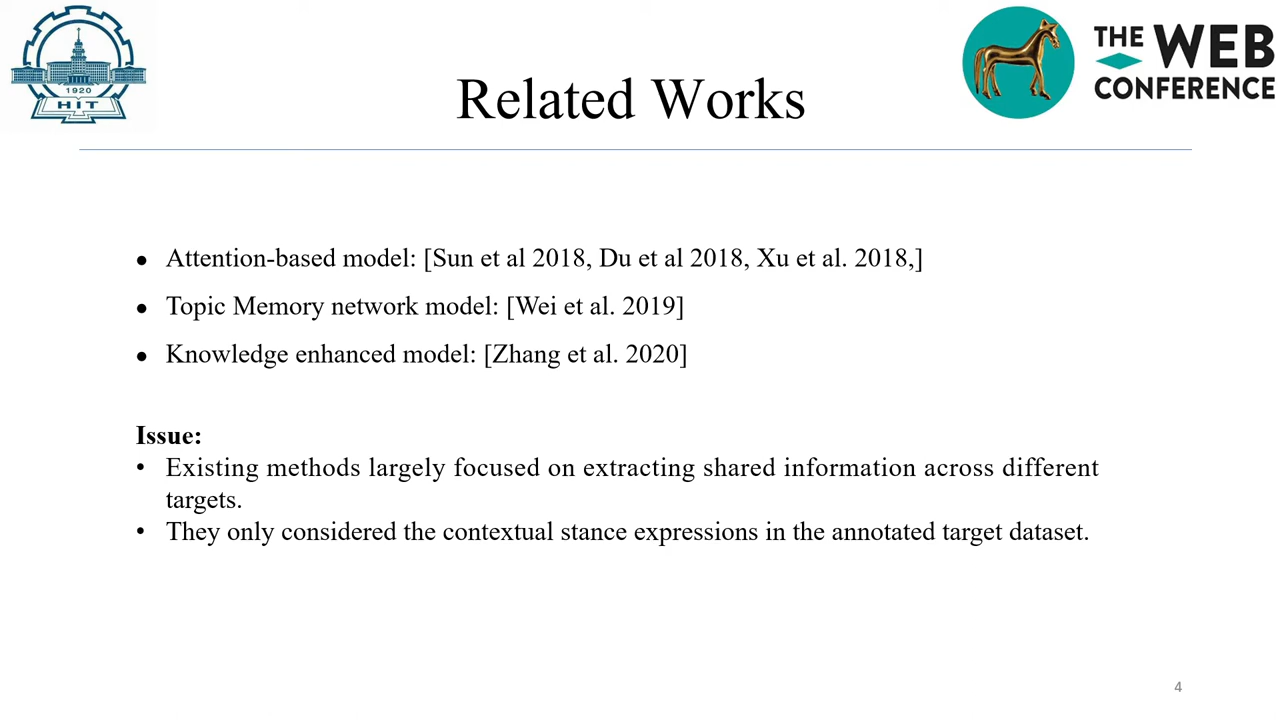 1920
HIT
THE WEB
CONFERENCE
Related Works
● Attention-based model: [Sun et al 2018, Du et al 2018, Xu et al. 2018,]
● Topic Memory network model: [Wei et al. 2019]
● Knowledge enhanced model: [Zhang et al. 2020]
Issue:
• Existing methods largely focused on extracting shared information across different
targets.
• They only considered the contextual stance expressions in the annotated target dataset.
4